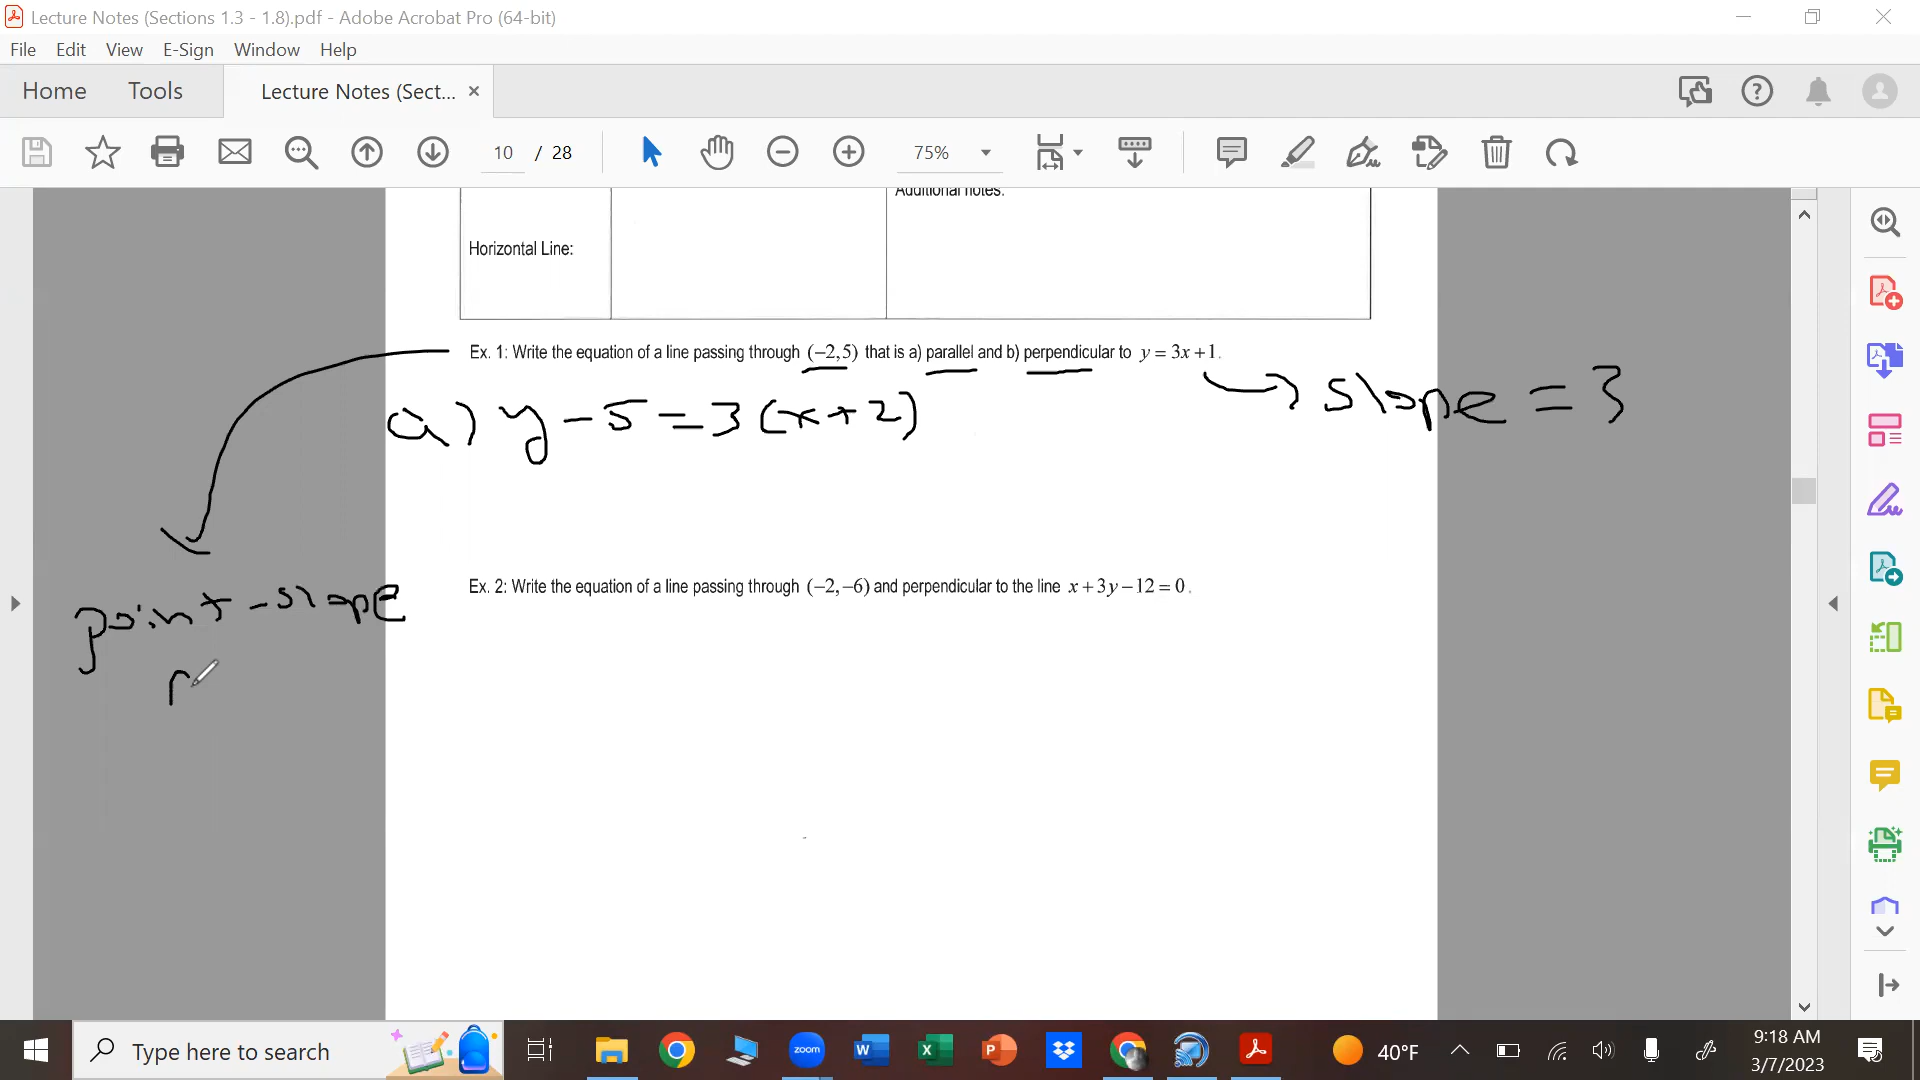 Lecture Notes (Sections 1.3 - 1.8).pdf - Adobe Acrobat Pro (64-bit)
File Edit View E-Sign Window Help
Home Tools Lecture Notes (Sect... ×
10 / 28 75%
Additional notes:
Horizontal Line:
Ex. 1: Write the equation of a line passing through (−2,5) that is a) parallel and b) perpendicular to y = 3x +1.
slope = 3
a) y - 5 = 3 (x + 2)
Ex. 2: Write the equation of a line passing through (−2,−6) and perpendicular to the line x + 3y − 12 = 0.
point - slope
r
Type here to search
zoom
40°F
9:18 AM
3/7/2023